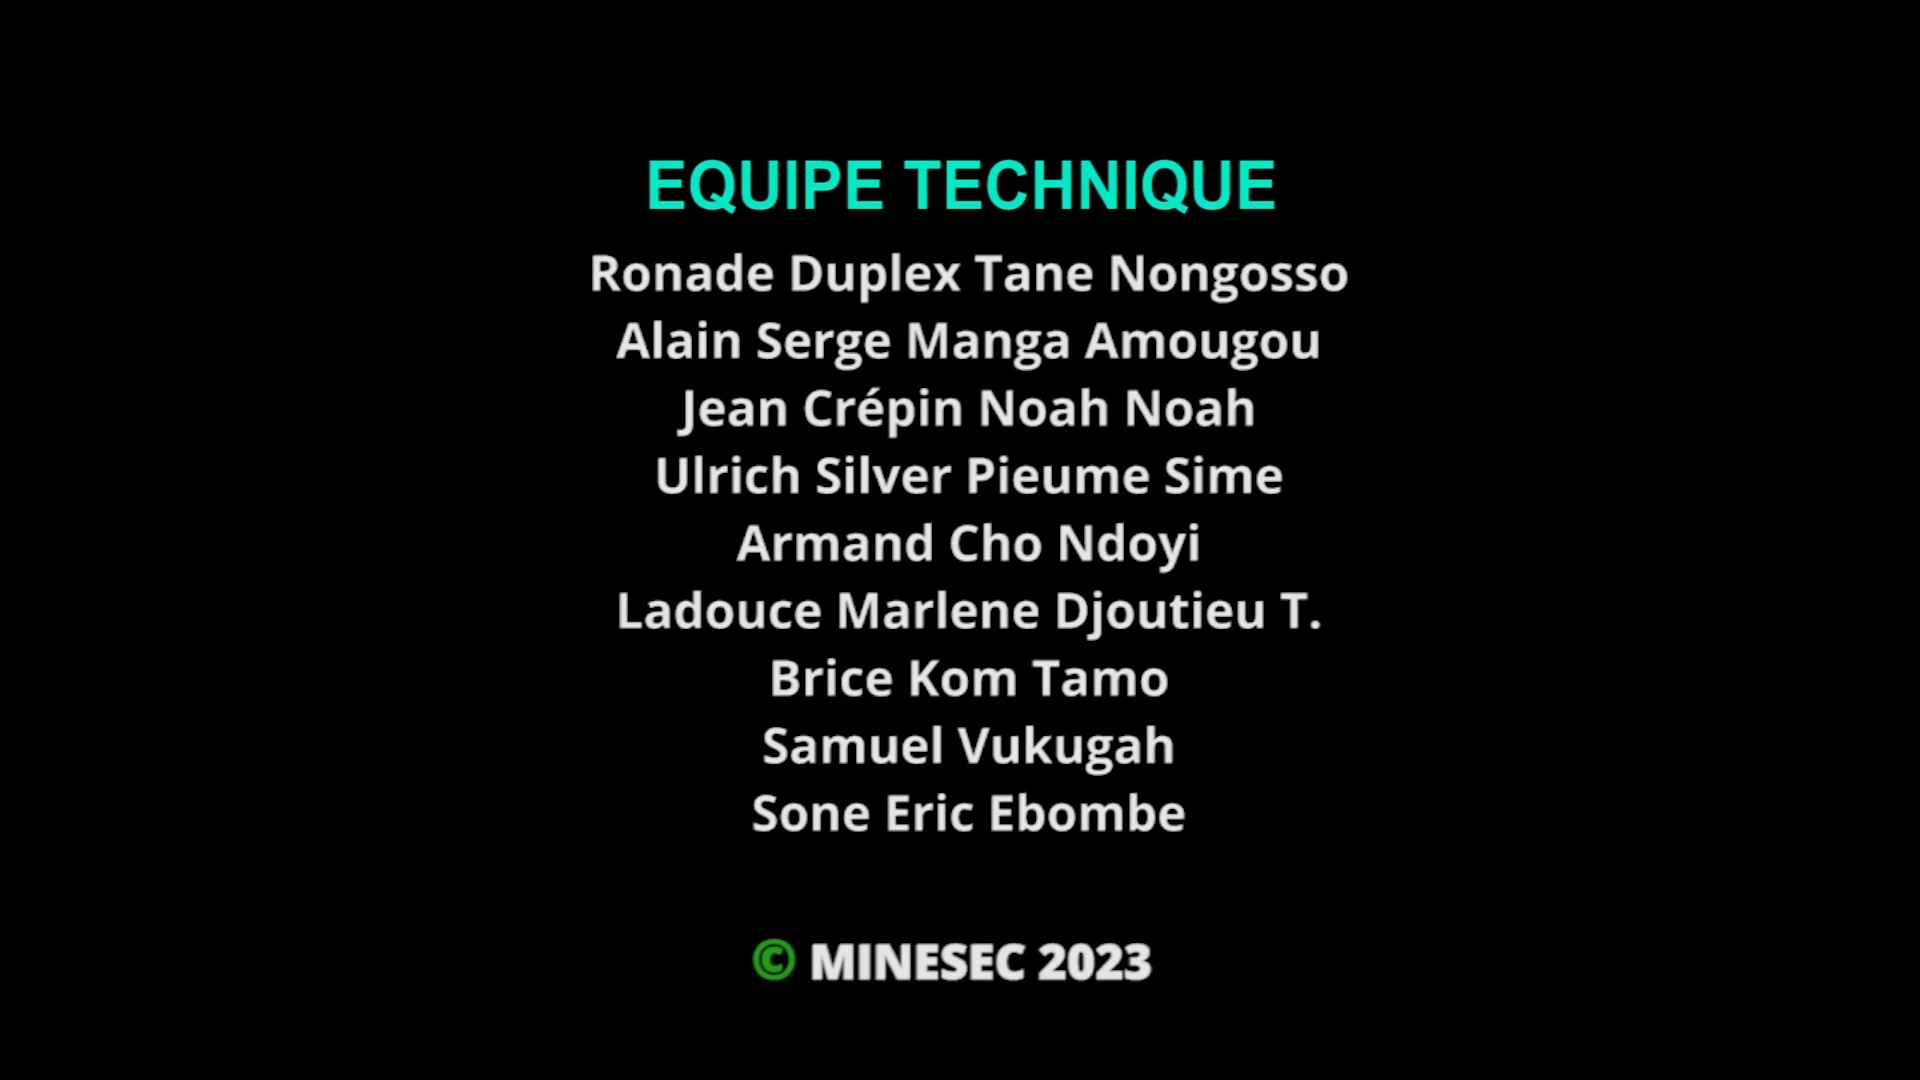 EQUIPE TECHNIQUE
Ronade Duplex Tane Nongosso
Alain Serge Manga Amougou
Jean Crépin Noah Noah
Ulrich Silver Pieume Sime
Armand Cho Ndoyi
Ladouce Marlene Djoutieu T.
Brice Kom Tamo
Samuel Vukugah
Sone Eric Ebombe
© MINESEC 2023